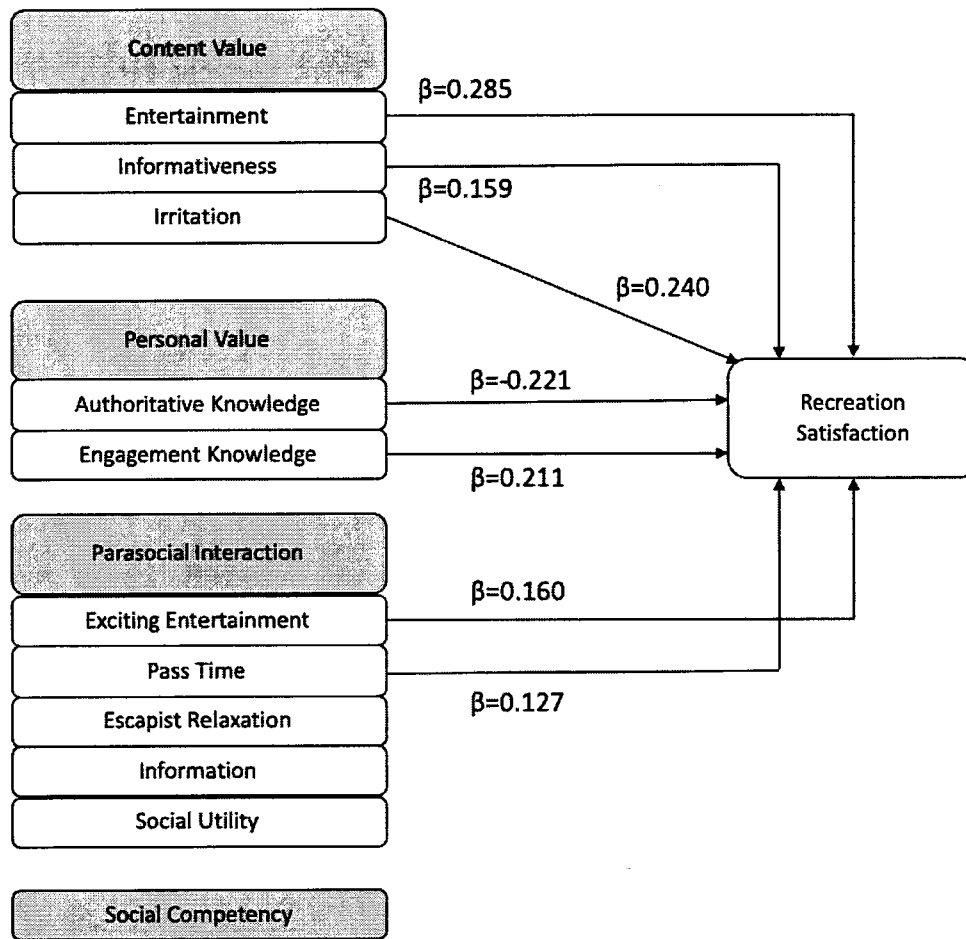 Content Value
β=0.285
Entertainment
Informativeness
β=0.159
Irritation
β=0.240
Personal Value
β=-0.221
Authoritative Knowledge
Recreation
Satisfaction
Engagement Knowledge
β=0.211
Parasocial Interaction
β=0.160
Exciting Entertainment
Pass Time
β=0.127
Escapist Relaxation
Information
Social Utility
Social Competency